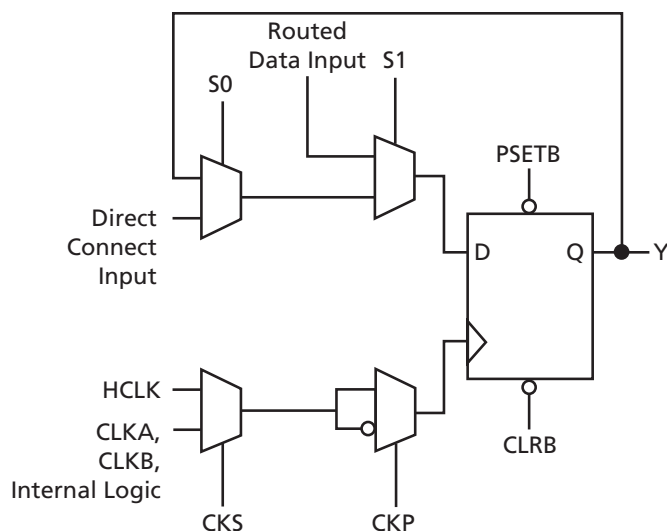 Routed
Data Input
S1
S0
PSETB
Direct
Connect
Input
D
Q
Y
HCLK
CLKA,
CLKB,
Internal Logic
CLRB
CKS
CKP